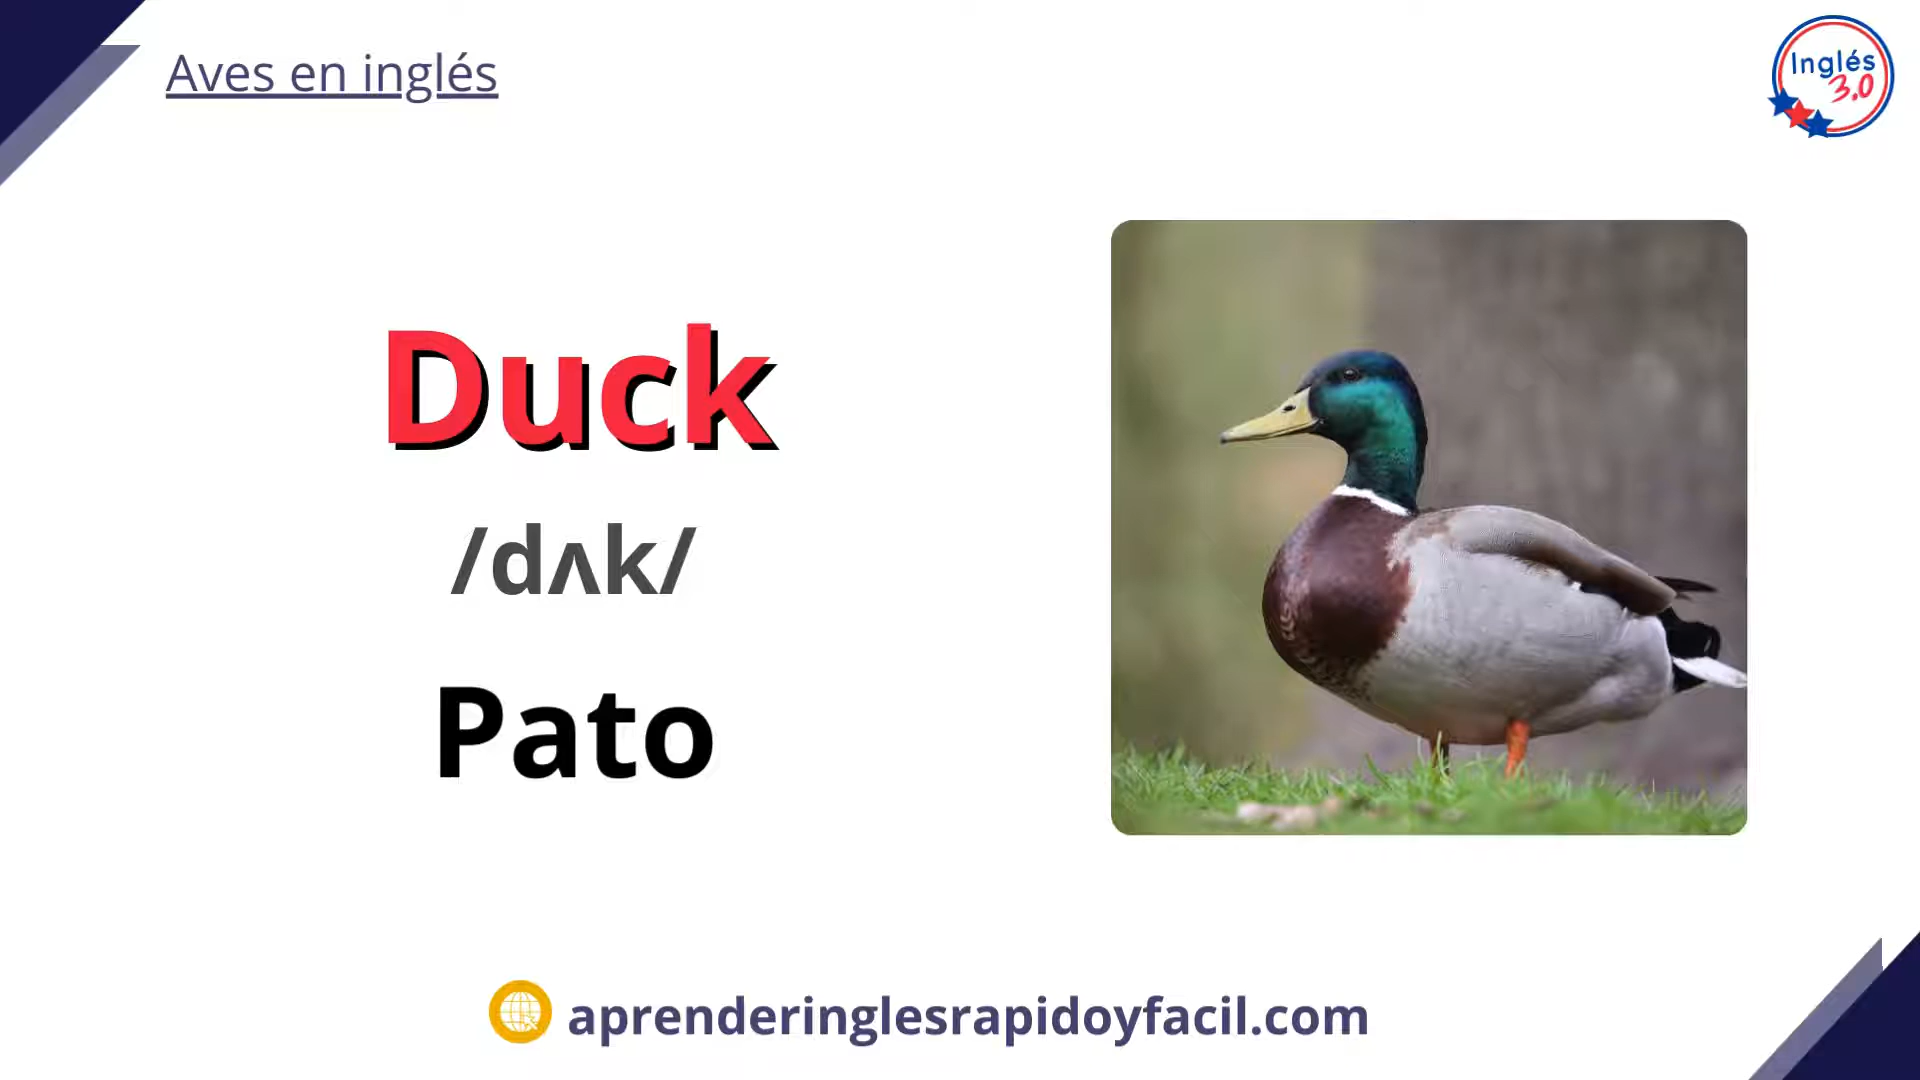 Aves en inglés
Inglés
3.0
Duck
/dʌk/
Pato
aprenderinglesrapidoyfacil.com